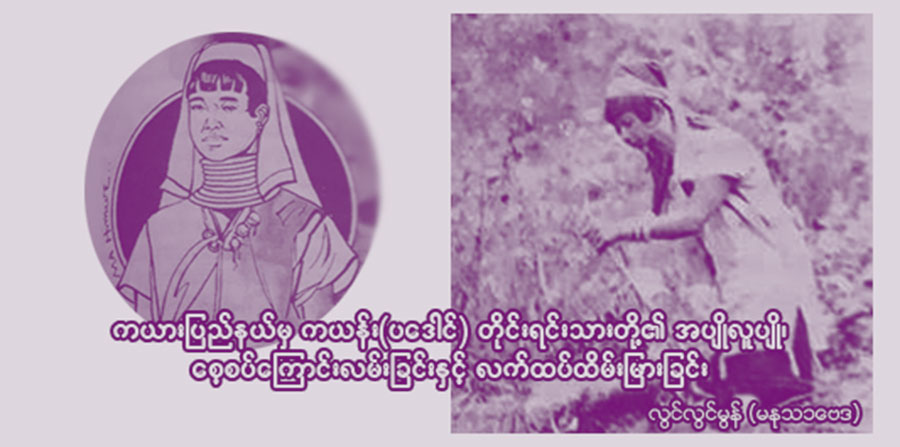 ကယားပြည်နယ်မှ ကယန်း(ပဒေါင်) တိုင်းရင်းသားတို့၏ အပျိုလူပျို၊
စေ့စပ်ကြောင်းလမ်းခြင်းနှင့် လက်ထပ်ထိမ်းမြားခြင်း
လွင်လွင်မွန် (မနုဿဗေဒ)